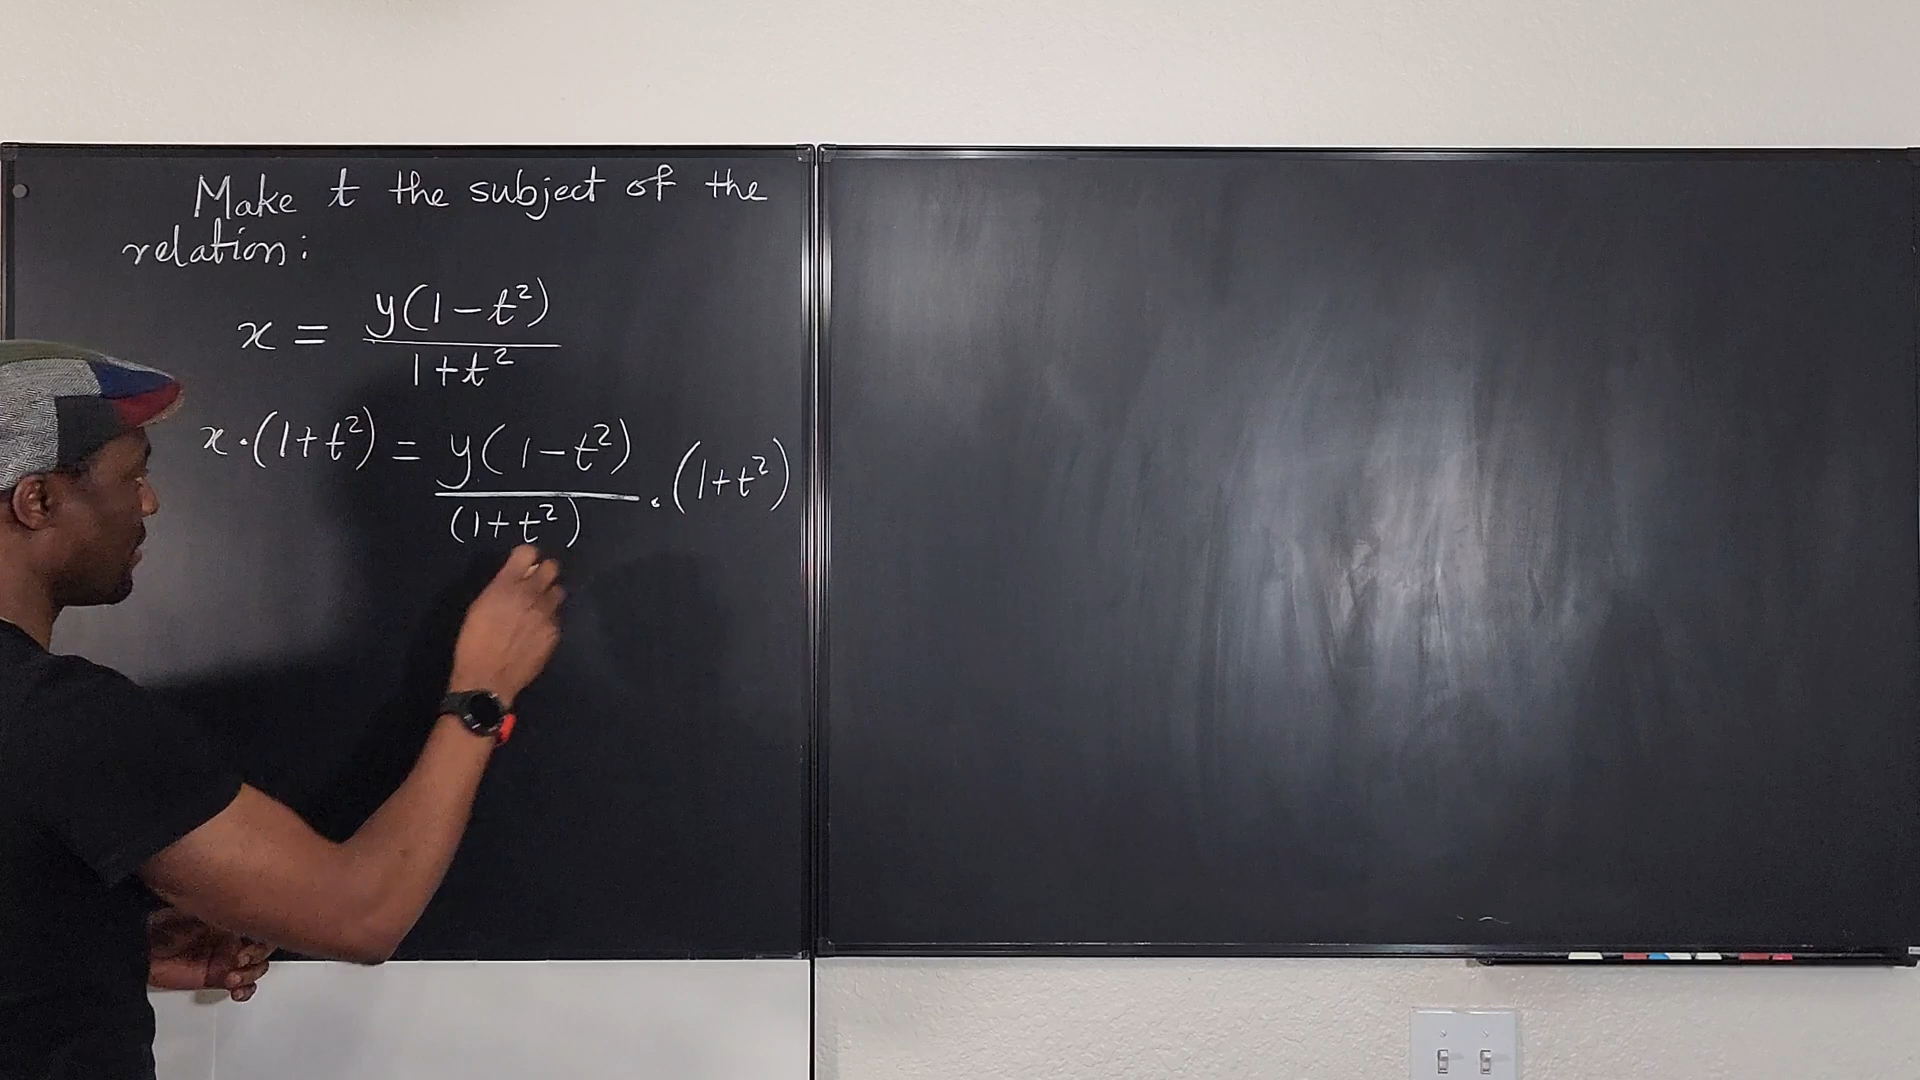 Make t the subject of the
relation:
x = y(1-t²)/1+t²
x·(1+t²) = y(1-t²)/(1+t²) · (1+t²)